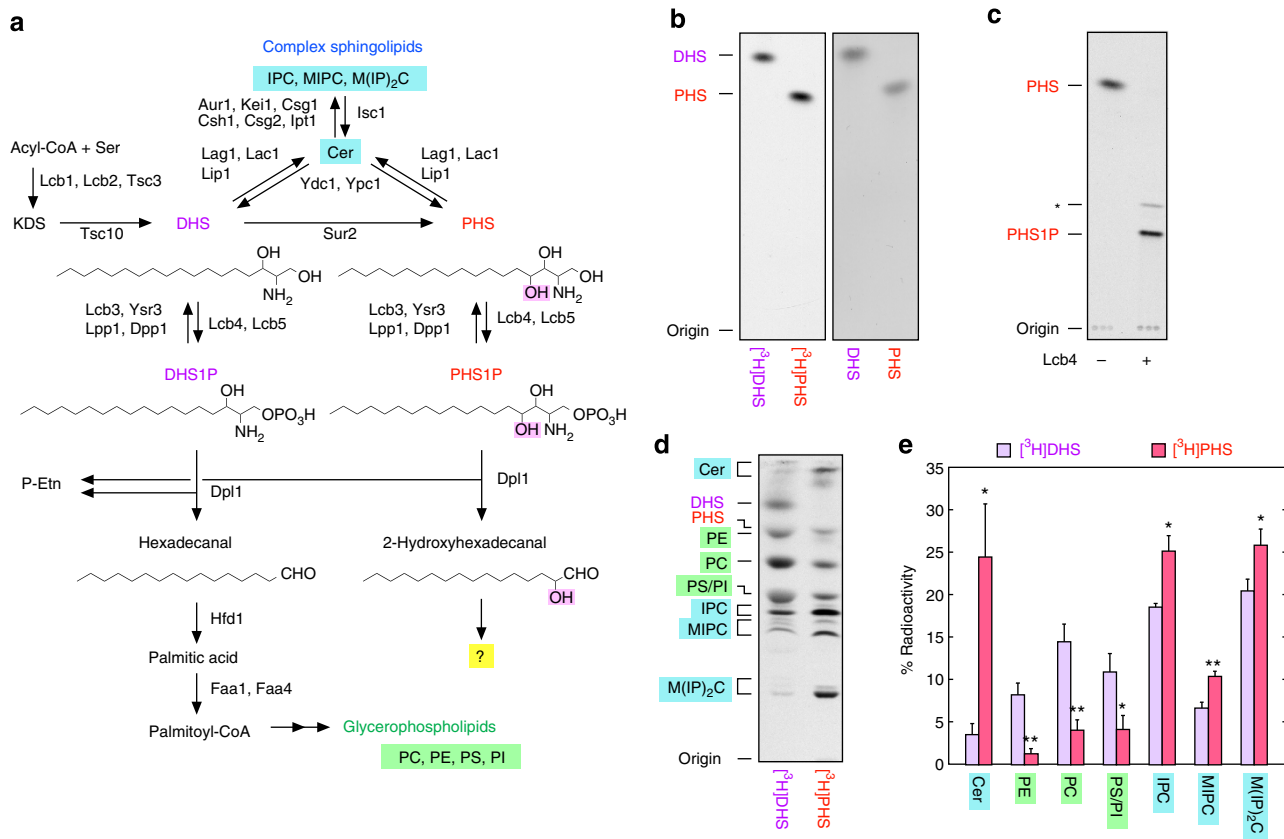 a
Complex sphingolipids
IPC, MIPC, M(IP)₂C
Aur1, Kei1, Csg1
Csh1, Csg2, Ipt1
Isc1
Acyl-CoA + Ser
Lag1, Lac1
Lip1
Cer
Lag1, Lac1
Lip1
Lcb1, Lcb2, Tsc3
Ydc1, Ypc1
KDS
Tsc10
DHS
Sur2
PHS
OH
OH
NH₂
OH
OH
OH
NH₂
Lcb3, Ysr3
Lpp1, Dpp1
Lcb4, Lcb5
Lcb3, Ysr3
Lpp1, Dpp1
Lcb4, Lcb5
DHS1P
PHS1P
OH
OPO₃H
NH₂
OH
OPO₃H
OH
NH₂
P-Etn
Dpl1
Dpl1
Hexadecanal
2-Hydroxyhexadecanal
CHO
CHO
OH
Hfd1
Palmitic acid
?
Faa1, Faa4
Palmitoyl-CoA
Glycerophospholipids
PC, PE, PS, PI
b
DHS
PHS
Origin
[³H]DHS
[³H]PHS
DHS
PHS
c
PHS
*
PHS1P
Origin
Lcb4 – +
d
Cer
DHS
PHS
PE
PC
PS/PI
IPC
MIPC
M(IP)₂C
Origin
[³H]DHS
[³H]PHS
e
[³H]DHS
[³H]PHS
% Radioactivity
35
30
25
20
15
10
5
0
*
**
**
*
*
**
*
Cer
PE
PC
PS/PI
IPC
MIPC
M(IP)₂C